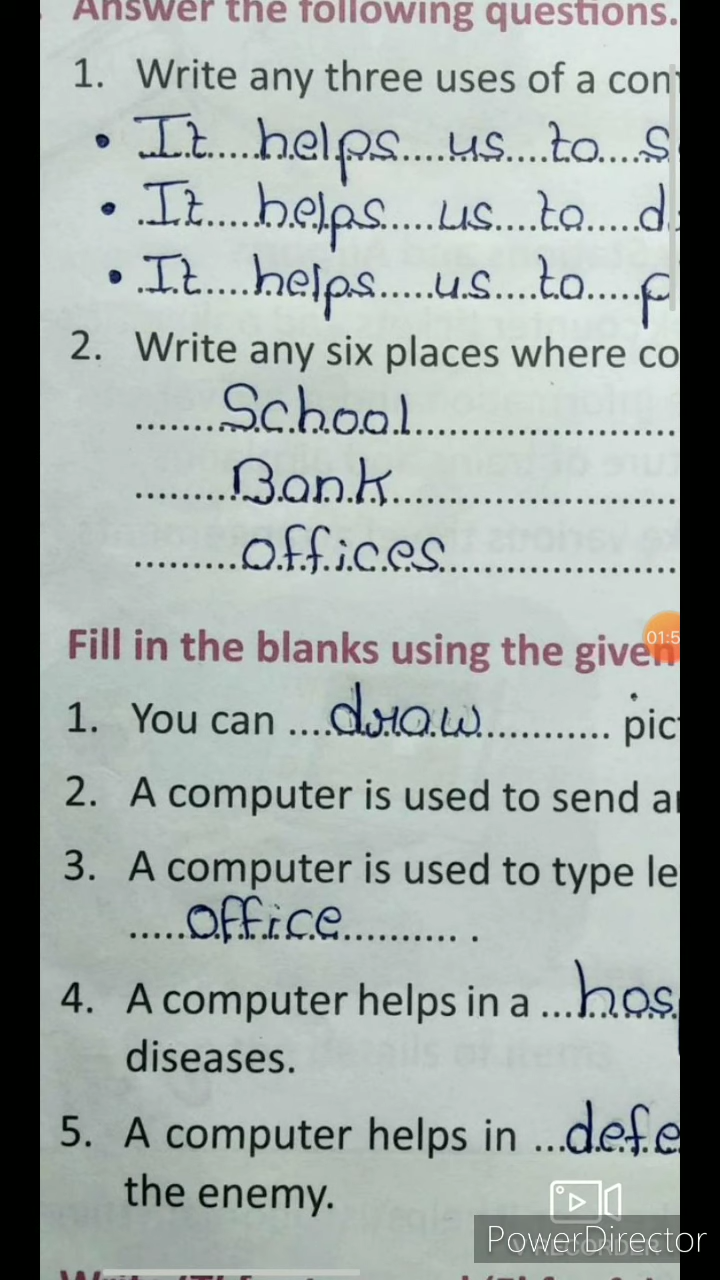 Answer the following questions.
1. Write any three uses of a com
• It helps us to s
• It helps us to d
• It helps us to p
2. Write any six places where co
School
Bank
offices
Fill in the blanks using the given
1. You can draw pic
2. A computer is used to send a
3. A computer is used to type le
office .
4. A computer helps in a hos
diseases.
5. A computer helps in defe
the enemy.
01:5
PowerDirector
RECORDER